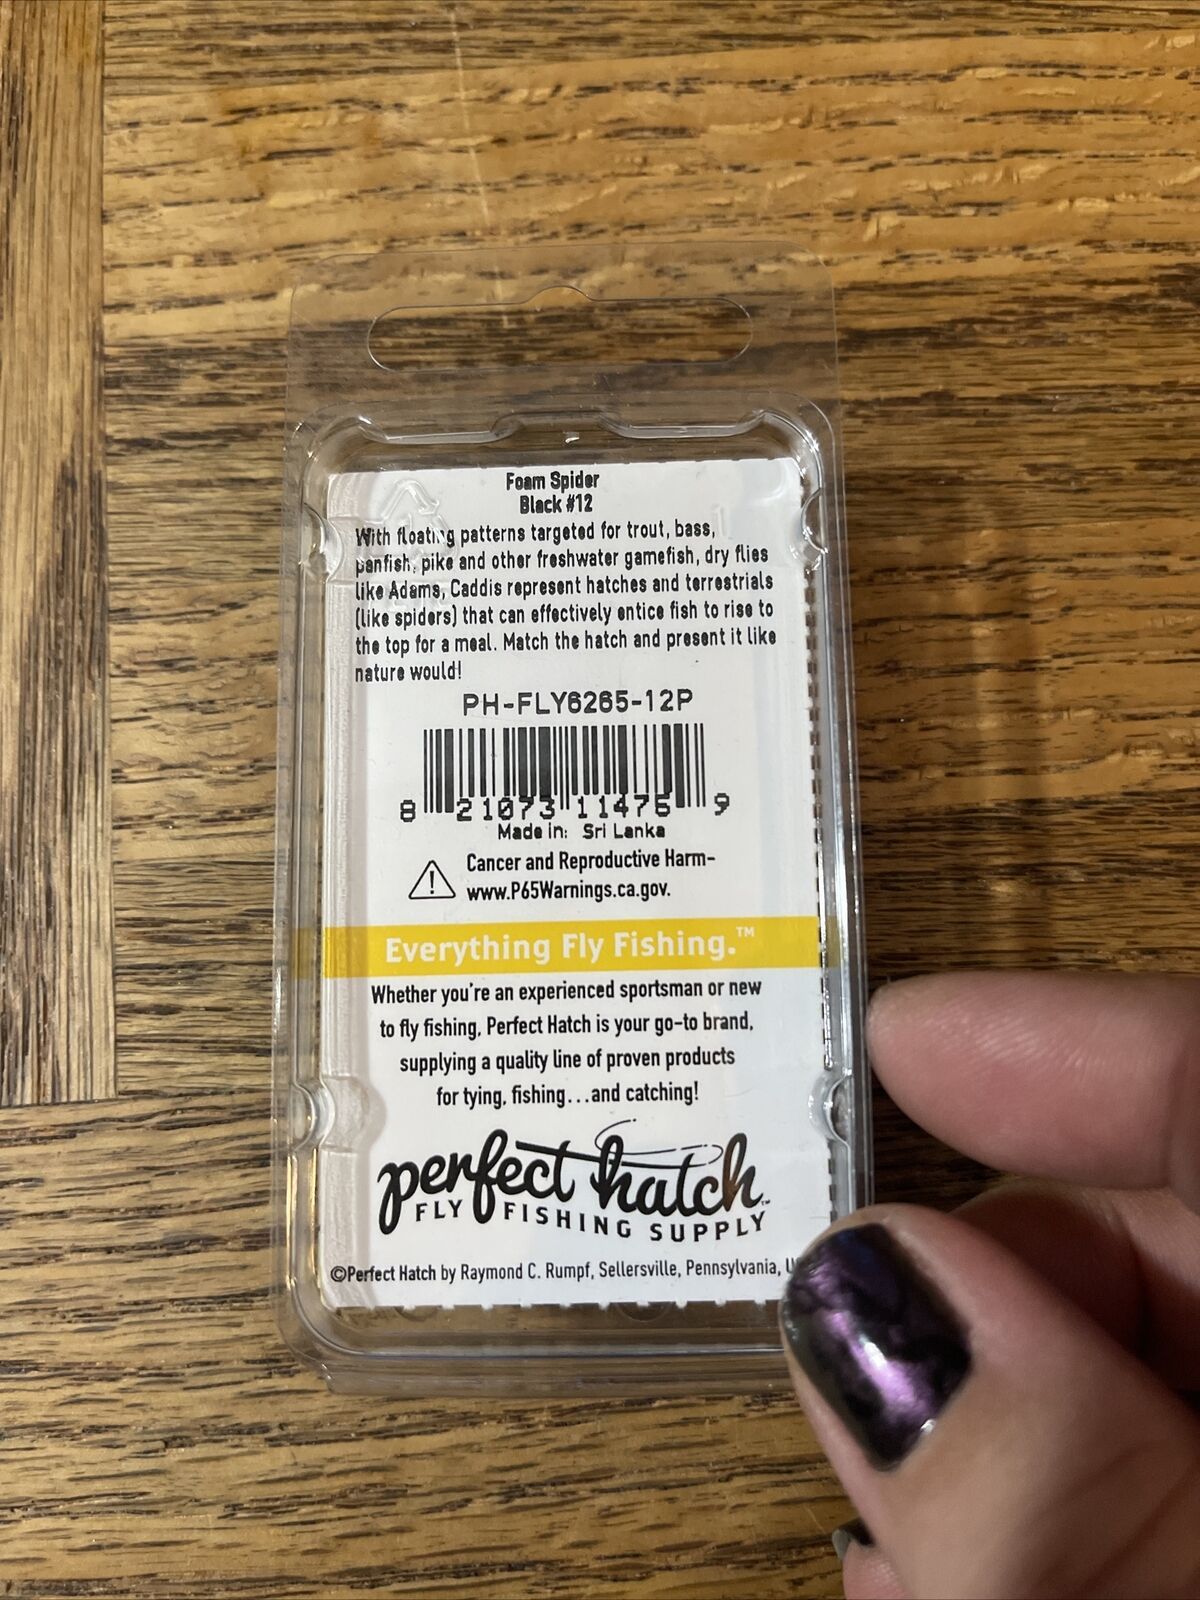 Foam Spider
Black #12
With floating patterns targeted for trout, bass,
panfish, pike and other freshwater gamefish, dry flies
like Adams, Caddis represent hatches and terrestrials
(like spiders) that can effectively entice fish to rise to
the top for a meal. Match the hatch and present it like
nature would!
PH-FLY6265-12P
8 21073 11476 9
Made in: Sri Lanka
Cancer and Reproductive Harm-
www.P65Warnings.ca.gov.
Everything Fly Fishing.™
Whether you're an experienced sportsman or new
to fly fishing, Perfect Hatch is your go-to brand,
supplying a quality line of proven products
for tying, fishing...and catching!
perfect hatch™
FLY FISHING SUPPLY
©Perfect Hatch by Raymond C. Rumpf, Sellersville, Pennsylvania,